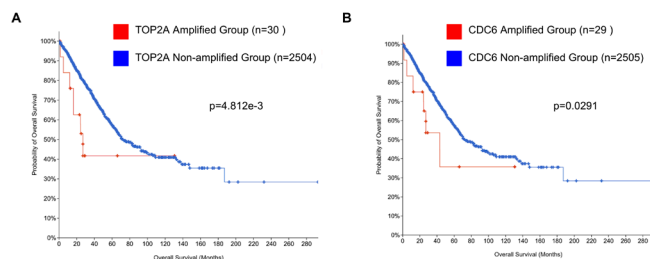 A
TOP2A Amplified Group (n=30 )
TOP2A Non-amplified Group (n=2504)
p=4.812e-3
Probability of Overall Survival
100%
90%
80%
70%
60%
50%
40%
30%
20%
10%
0%
0 20 40 60 80 100 120 140 160 180 200 220 240 260 280
Overall Survival (Months)
B
CDC6 Amplified Group (n=29 )
CDC6 Non-amplified Group (n=2505)
p=0.0291
Probability of Overall Survival
100%
90%
80%
70%
60%
50%
40%
30%
20%
10%
0%
0 20 40 60 80 100 120 140 160 180 200 220 240 260 280
Overall Survival (Months)